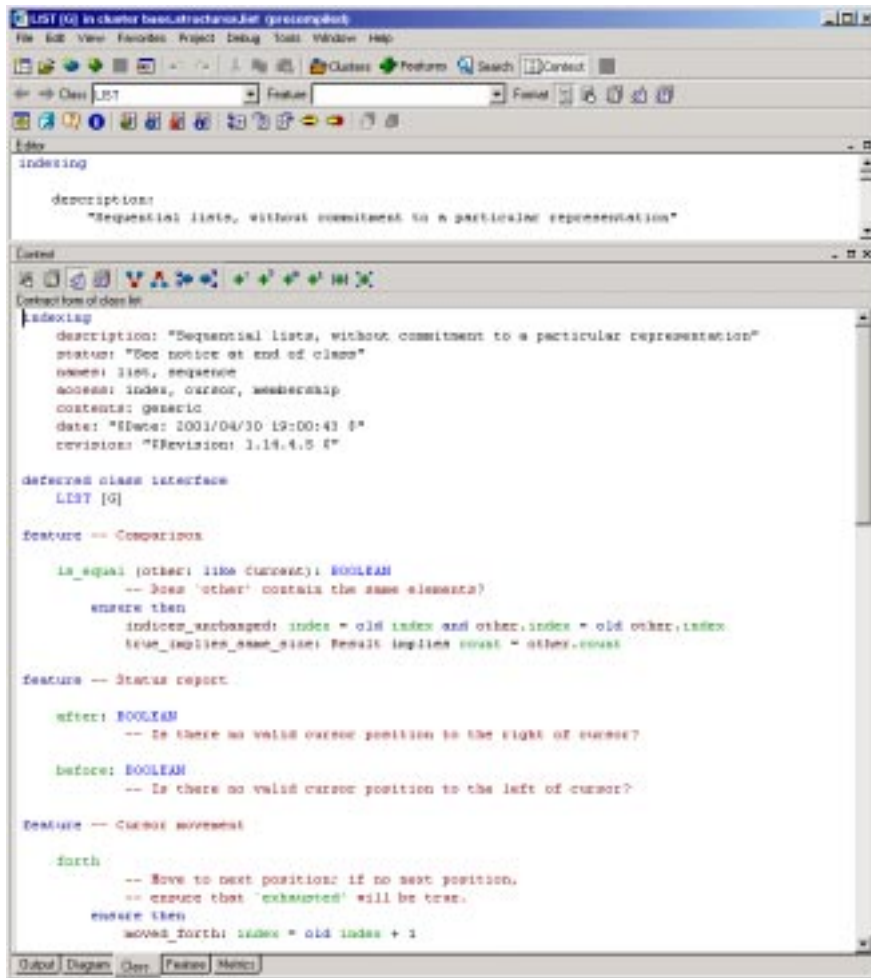 LIST [G] in cluster base.structures.list (precompiled)
File Edit View Favorites Project Debug Tools Window Help
Clusters Features Search Context
Class LIST Feature Format
Editor
indexing
description:
"Sequential lists, without commitment to a particular representation"
Context
Contract form of class list
indexing
description: "Sequential lists, without commitment to a particular representation"
status: "See notice at end of class"
names: list, sequence
access: index, cursor, membership
contents: generic
date: "$Date: 2001/04/30 19:00:43 $"
revision: "$Revision: 1.14.4.5 $"
deferred class interface
LIST [G]
feature -- Comparison
is_equal (other: like Current): BOOLEAN
-- Does `other' contain the same elements?
ensure then
indices_unchanged: index = old index and other.index = old other.index
true_implies_same_size: Result implies count = other.count
feature -- Status report
after: BOOLEAN
-- Is there no valid cursor position to the right of cursor?
before: BOOLEAN
-- Is there no valid cursor position to the left of cursor?
feature -- Cursor movement
forth
-- Move to next position; if no next position,
-- ensure that `exhausted' will be true.
ensure then
moved_forth: index = old index + 1
Output Diagram Class Feature Metrics